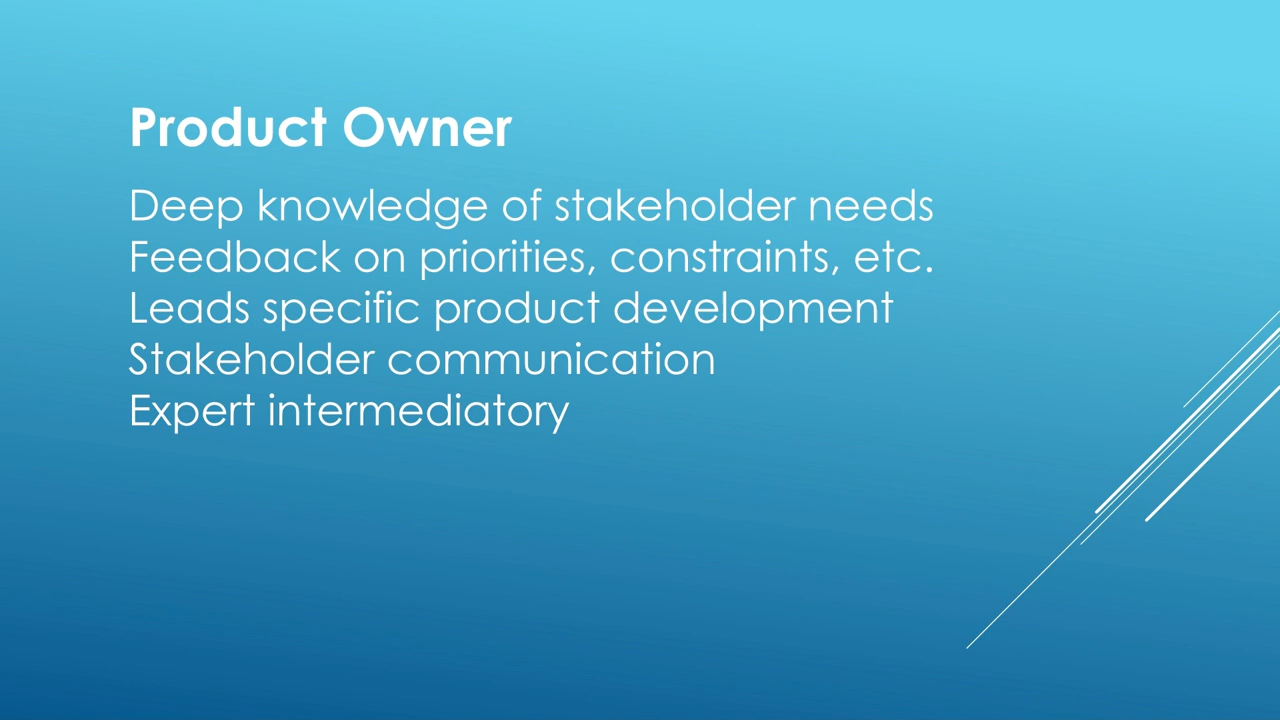 Product Owner
Deep knowledge of stakeholder needs
Feedback on priorities, constraints, etc.
Leads specific product development
Stakeholder communication
Expert intermediatory